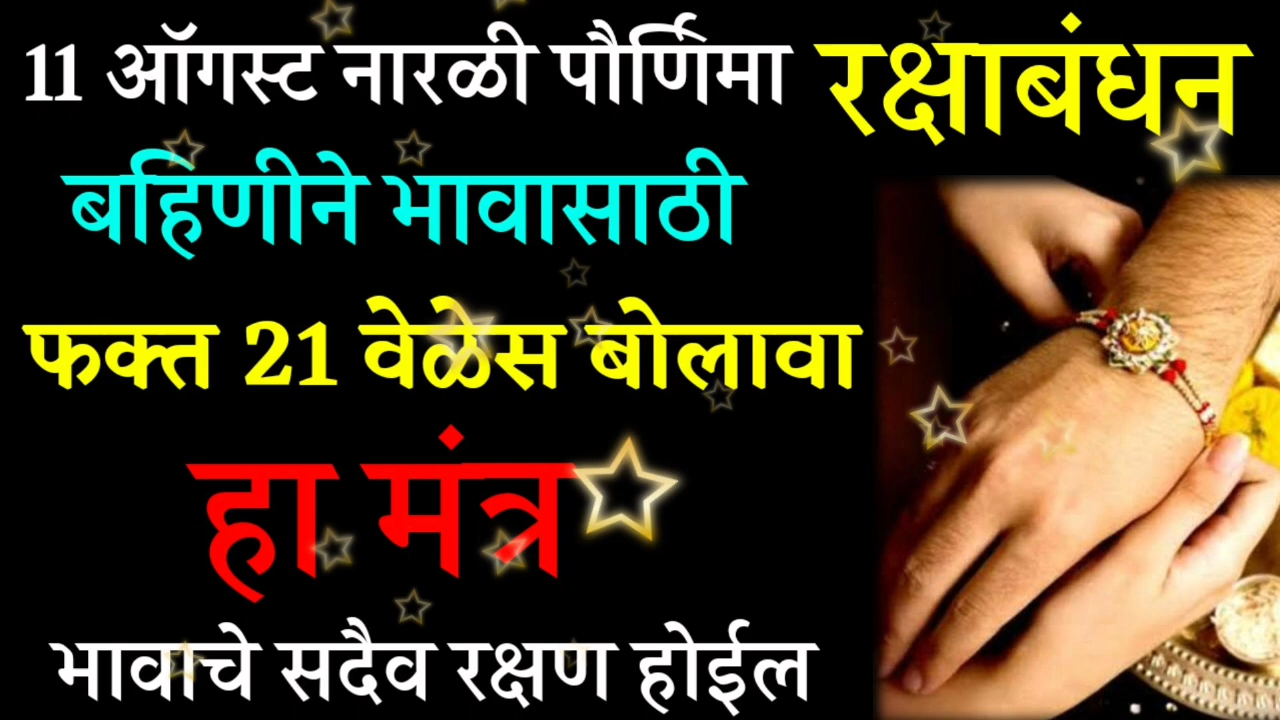 11 ऑगस्ट नारळी पौर्णिमा रक्षाबंधन
बहिणीने भावासाठी
फक्त 21 वेळेस बोलावा
हा मंत्र
भावाचे सदैव रक्षण होईल